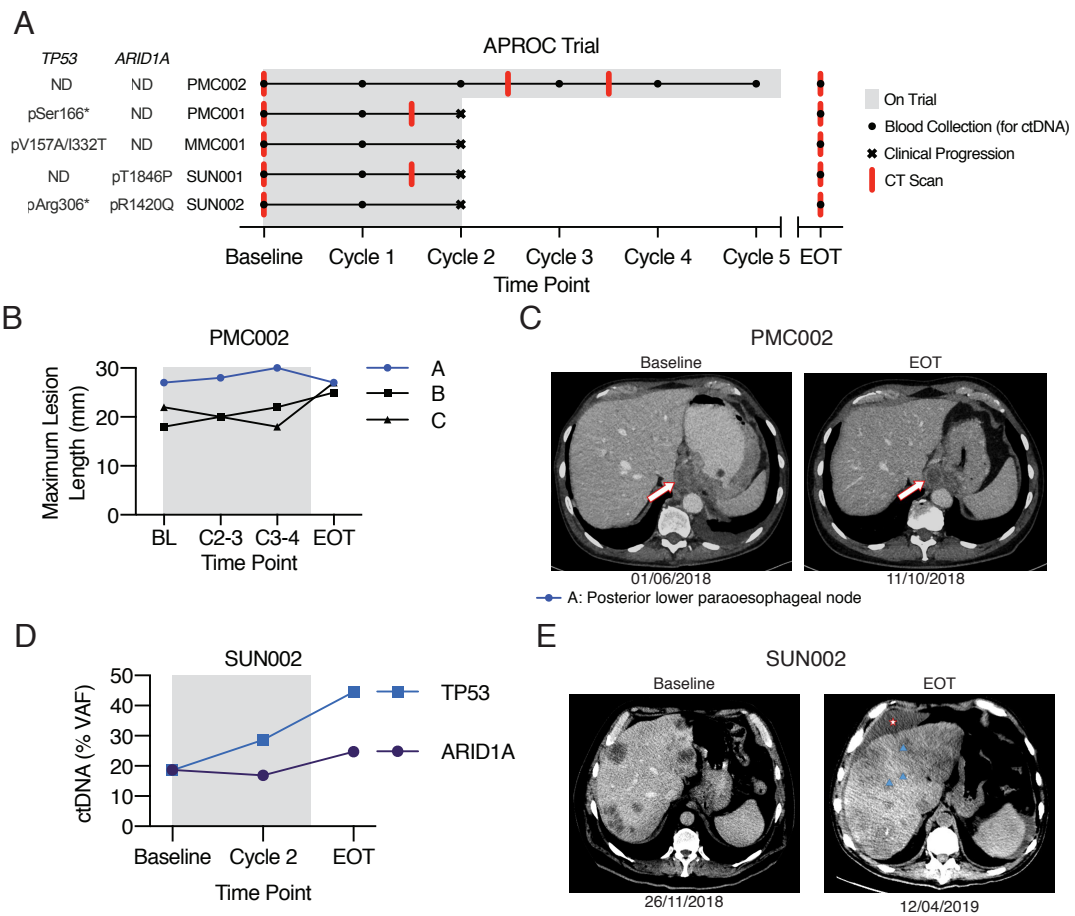 A
APROC Trial
TP53 ARID1A
ND ND PMC002
pSer166* ND PMC001
pV157A/I332T ND MMC001
ND pT1846P SUN001
pArg306* pR1420Q SUN002
On Trial
Blood Collection (for ctDNA)
Clinical Progression
CT Scan
Baseline Cycle 1 Cycle 2 Cycle 3 Cycle 4 Cycle 5 EOT
Time Point
B
PMC002
Maximum Lesion
Length (mm)
30
20
10
0
BL C2-3 C3-4 EOT
Time Point
A
B
C
C
PMC002
Baseline EOT
01/06/2018 11/10/2018
A: Posterior lower paraoesophageal node
D
SUN002
ctDNA (% VAF)
50
40
30
20
10
0
Baseline Cycle 2 EOT
Time Point
TP53
ARID1A
E
SUN002
Baseline EOT
26/11/2018 12/04/2019